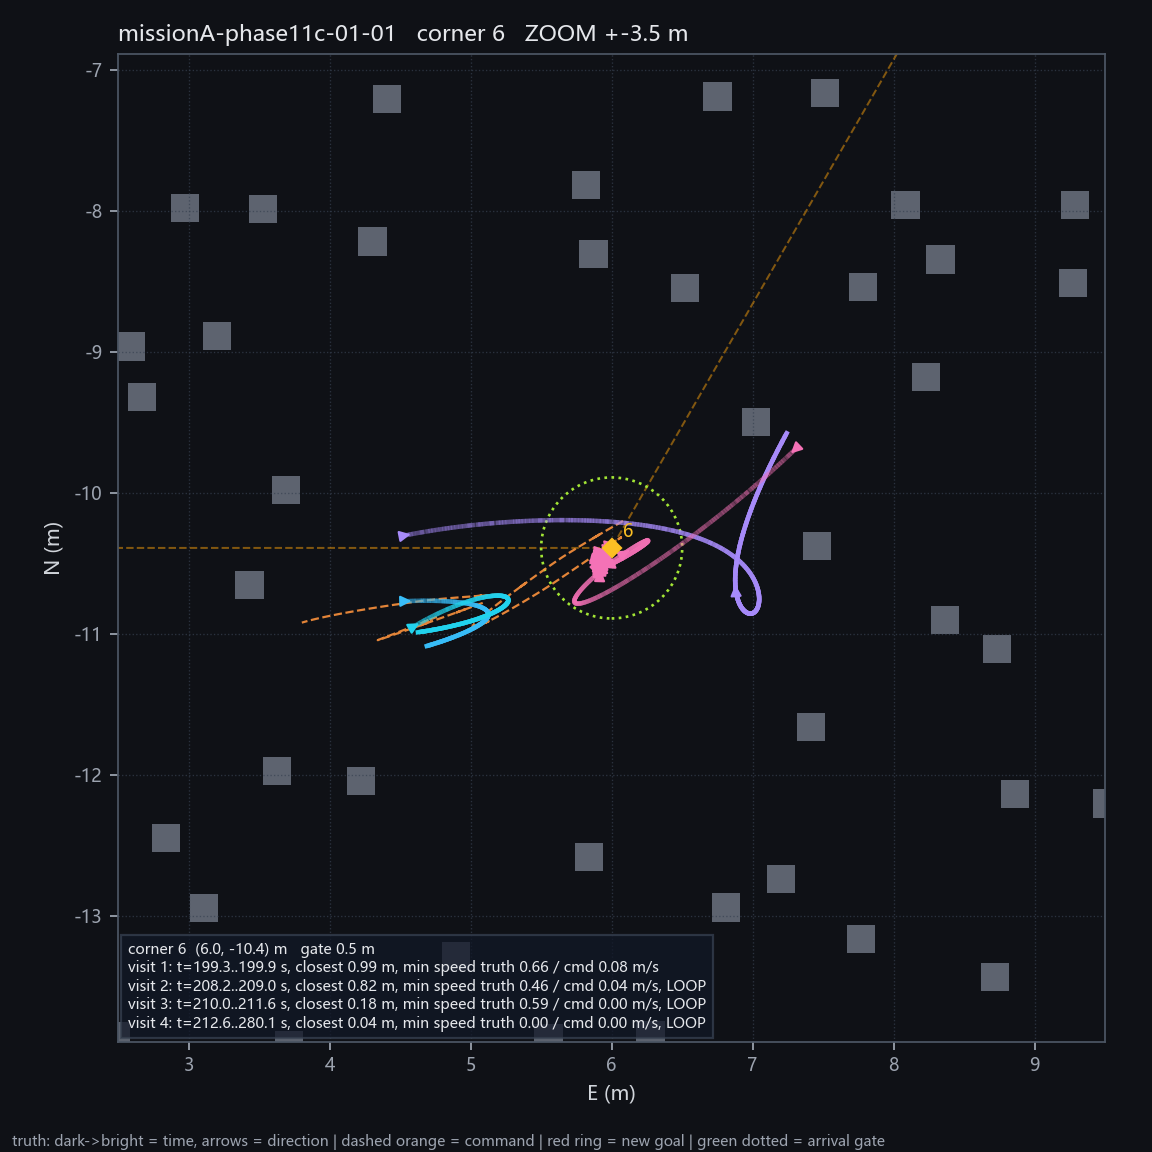 missionA-phase11c-01-01   corner 6   ZOOM +-3.5 m
-7
-8
-9
-10
-11
-12
-13
N (m)
6
corner 6  (6.0, -10.4) m   gate 0.5 m
visit 1: t=199.3..199.9 s, closest 0.99 m, min speed truth 0.66 / cmd 0.08 m/s
visit 2: t=208.2..209.0 s, closest 0.82 m, min speed truth 0.46 / cmd 0.04 m/s, LOOP
visit 3: t=210.0..211.6 s, closest 0.18 m, min speed truth 0.59 / cmd 0.00 m/s, LOOP
visit 4: t=212.6..280.1 s, closest 0.04 m, min speed truth 0.00 / cmd 0.00 m/s, LOOP
3 4 5 6 7 8 9
E (m)
truth: dark->bright = time, arrows = direction | dashed orange = command | red ring = new goal | green dotted = arrival gate